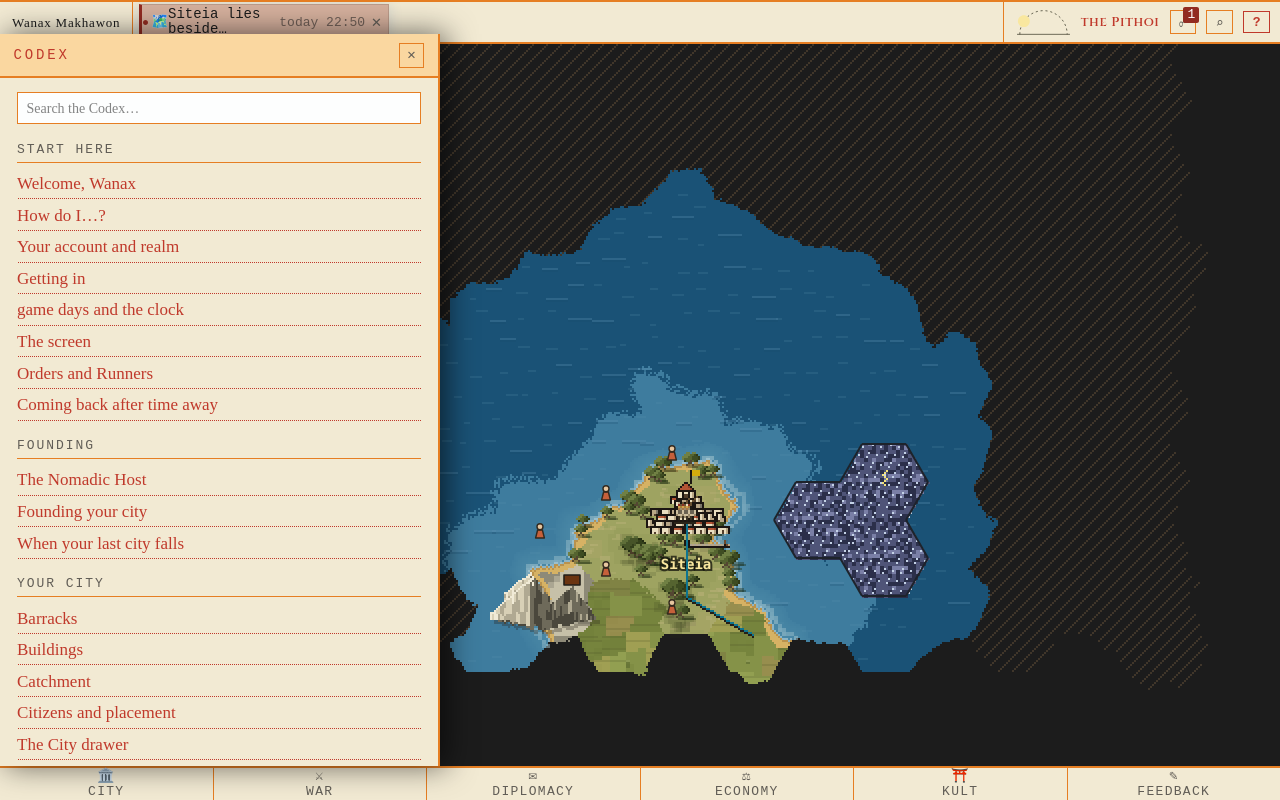 Wanax Makhawon
Siteia lies beside…
today 22:50 ✕
THE PITHOI
1
?
CODEX
×
Search the Codex…
START HERE
Welcome, Wanax
How do I…?
Your account and realm
Getting in
game days and the clock
The screen
Orders and Runners
Coming back after time away
FOUNDING
The Nomadic Host
Founding your city
When your last city falls
YOUR CITY
Barracks
Buildings
Catchment
Citizens and placement
The City drawer
Siteia
CITY
WAR
DIPLOMACY
ECONOMY
KULT
FEEDBACK